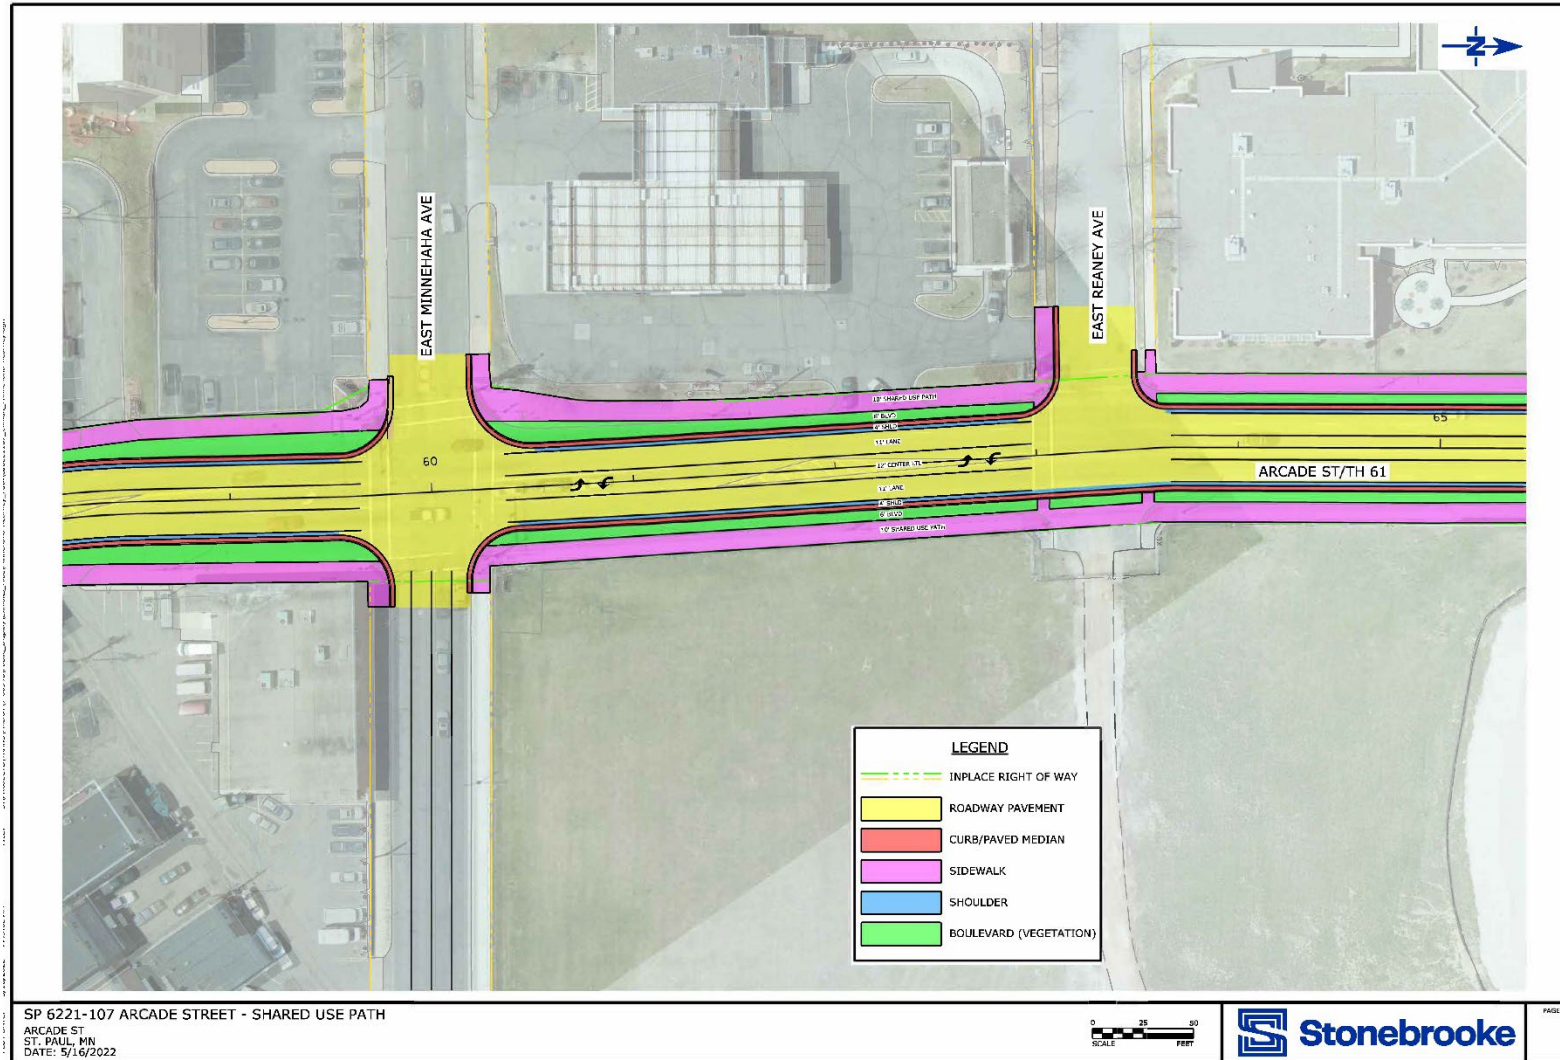 N
EAST MINNEHAHA AVE
EAST REANEY AVE
10' SHARED USE PATH
6' BLVD
4' SHLD
11' LANE
12' CENTER LTL
11' LANE
4' SHLD
6' BLVD
10' SHARED USE PATH
60
65
ARCADE ST/TH 61
LEGEND
INPLACE RIGHT OF WAY
ROADWAY PAVEMENT
CURB/PAVED MEDIAN
SIDEWALK
SHOULDER
BOULEVARD (VEGETATION)
SP 6221-107 ARCADE STREET - SHARED USE PATH
ARCADE ST
ST. PAUL, MN
DATE: 5/16/2022
0 25 50
SCALE FEET
Stonebrooke
PAGE